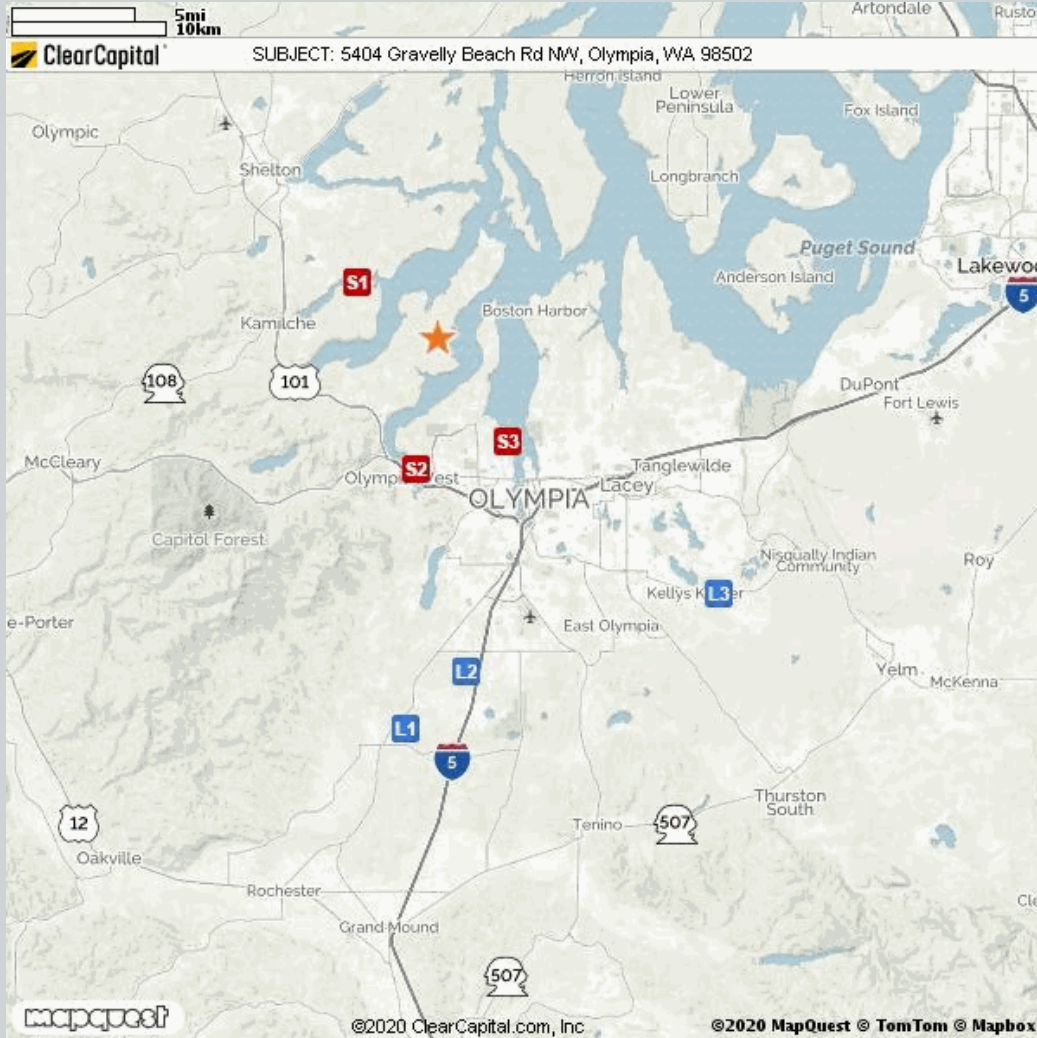 5mi
10km
ClearCapital
SUBJECT: 5404 Gravelly Beach Rd NW, Olympia, WA 98502
Artondale
Herron Island
Lower
Peninsula
Fox Island
Olympic
Shelton
Longbranch
Puget Sound
Anderson Island
S1
5
Boston Harbor
Kamilche
108
101
DuPont
Fort Lewis
S3
McCleary
S2
Tanglewilde
Lacey
OLYMPIA
Capitol Forest
Nisqually Indian
Community
Roy
L3
East Olympia
L2
Yelm
McKenna
L1
5
Thurston
South
12
Tenino
507
Oakville
Rochester
Grand Mound
507
mapquest
©2020 ClearCapital.com, Inc
©2020 MapQuest © TomTom © Mapbox